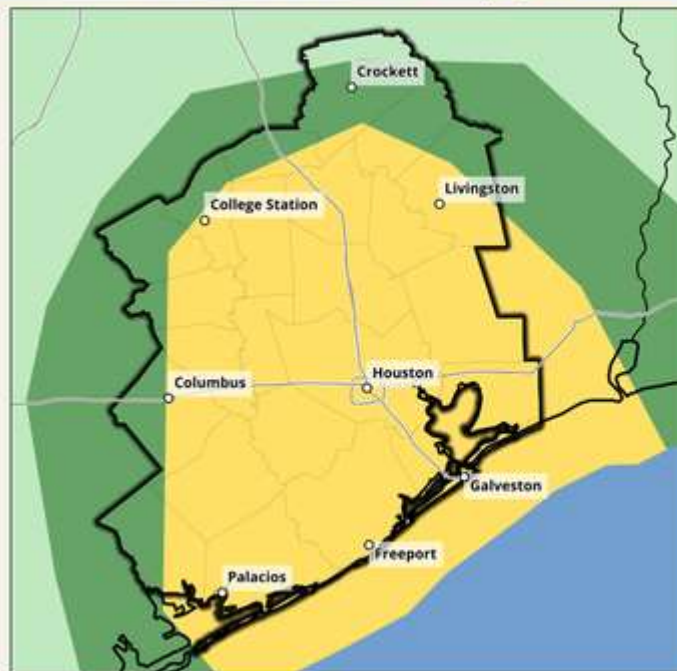 Crockett
Livingston
College Station
Houston
Columbus
Galveston
Freeport
Palacios